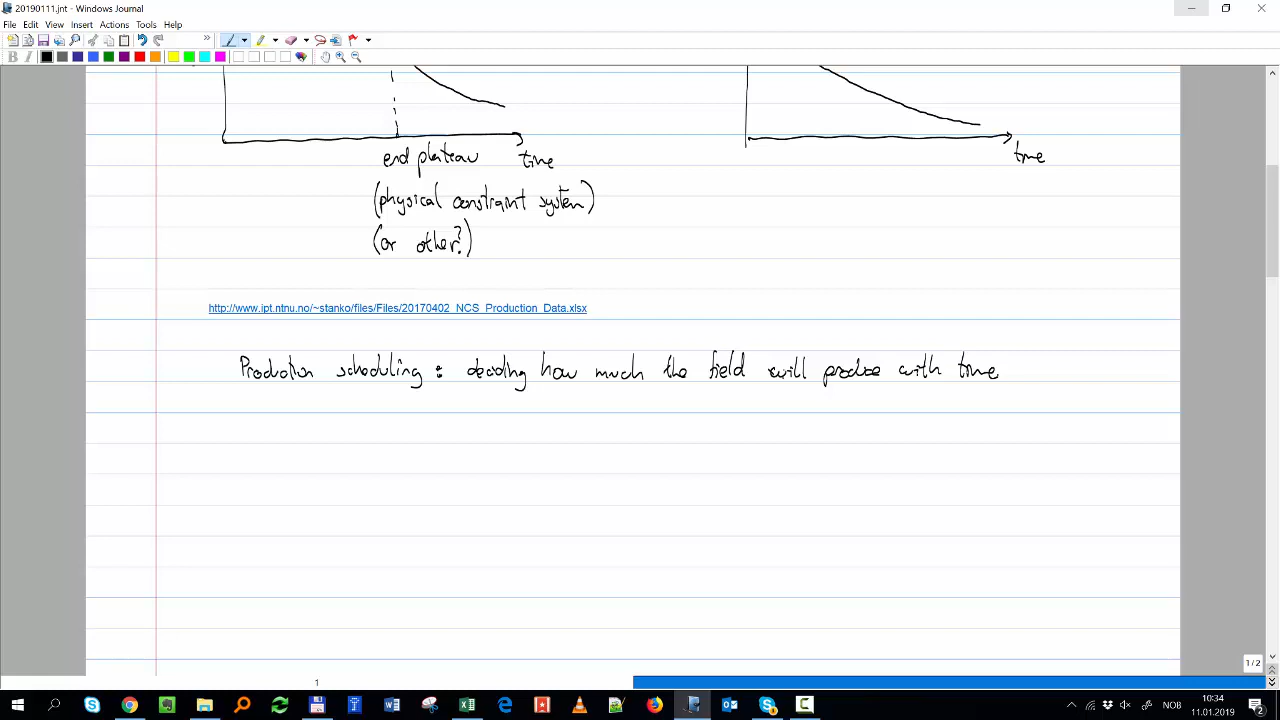 20190111.jnt - Windows Journal
File Edit View Insert Actions Tools Help
B I
end plateau time
time
(physical constraint system)
(or other?)
http://www.ipt.ntnu.no/~stanko/files/Files/20170402_NCS_Production_Data.xlsx
Production scheduling: deciding how much the field will produce with time
1/2
1
10:34
NOB
11.01.2019